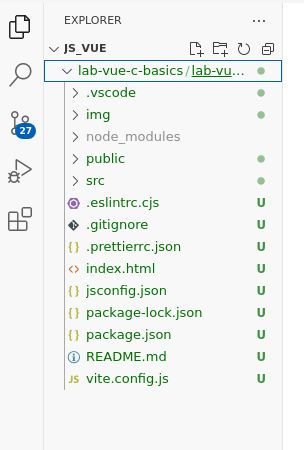 EXPLORER ...
JS_VUE
lab-vue-c-basics / lab-vu...
.vscode
img
node_modules
public
src
.eslintrc.cjs U
.gitignore U
{ } .prettierrc.json U
<> index.html U
{ } jsconfig.json U
{ } package-lock.json U
{ } package.json U
README.md U
JS vite.config.js U
27